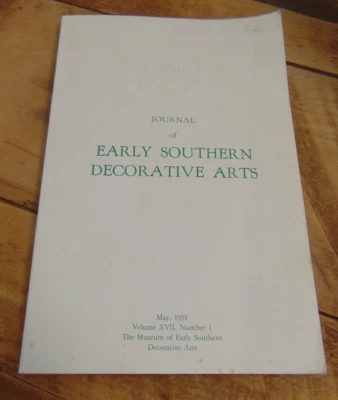 JOURNAL
of
EARLY SOUTHERN
DECORATIVE ARTS
May, 1991
Volume XVII, Number 1
The Museum of Early Southern
Decorative Arts